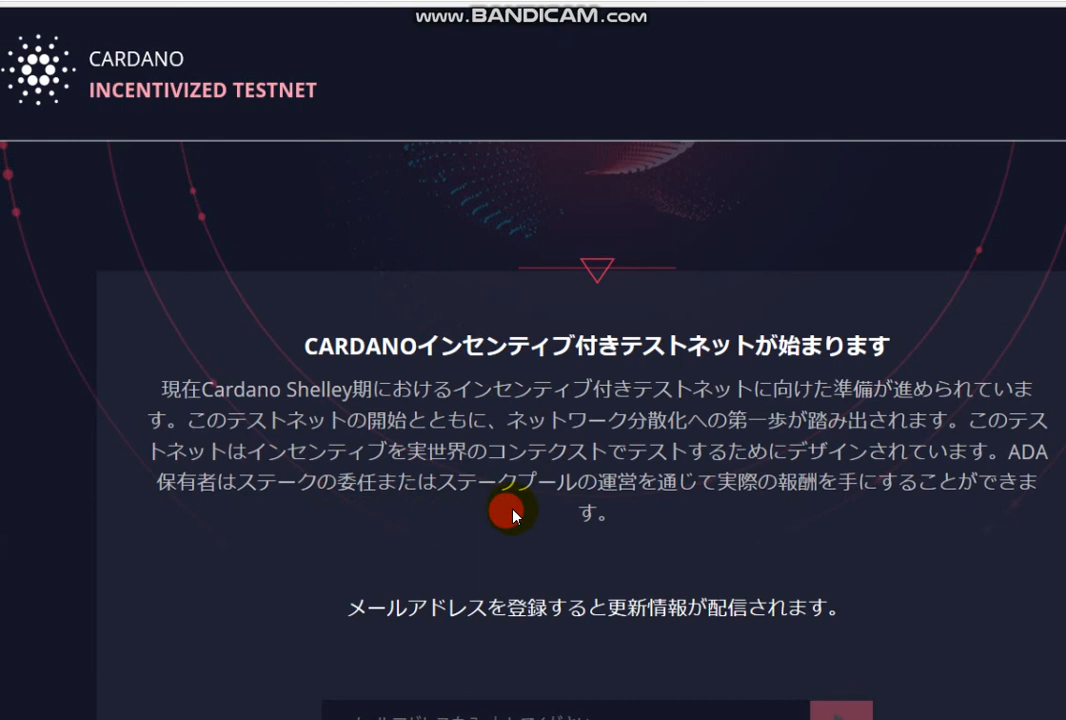 www.BANDICAM.com
CARDANO
INCENTIVIZED TESTNET
CARDANOインセンティブ付きテストネットが始まります
現在Cardano Shelley期におけるインセンティブ付きテストネットに向けた準備が進められていま
す。このテストネットの開始とともに、ネットワーク分散化への第一歩が踏み出されます。このテス
トネットはインセンティブを実世界のコンテクストでテストするためにデザインされています。ADA
保有者はステークの委任またはステークプールの運営を通じて実際の報酬を手にすることができま
す。
メールアドレスを登録すると更新情報が配信されます。